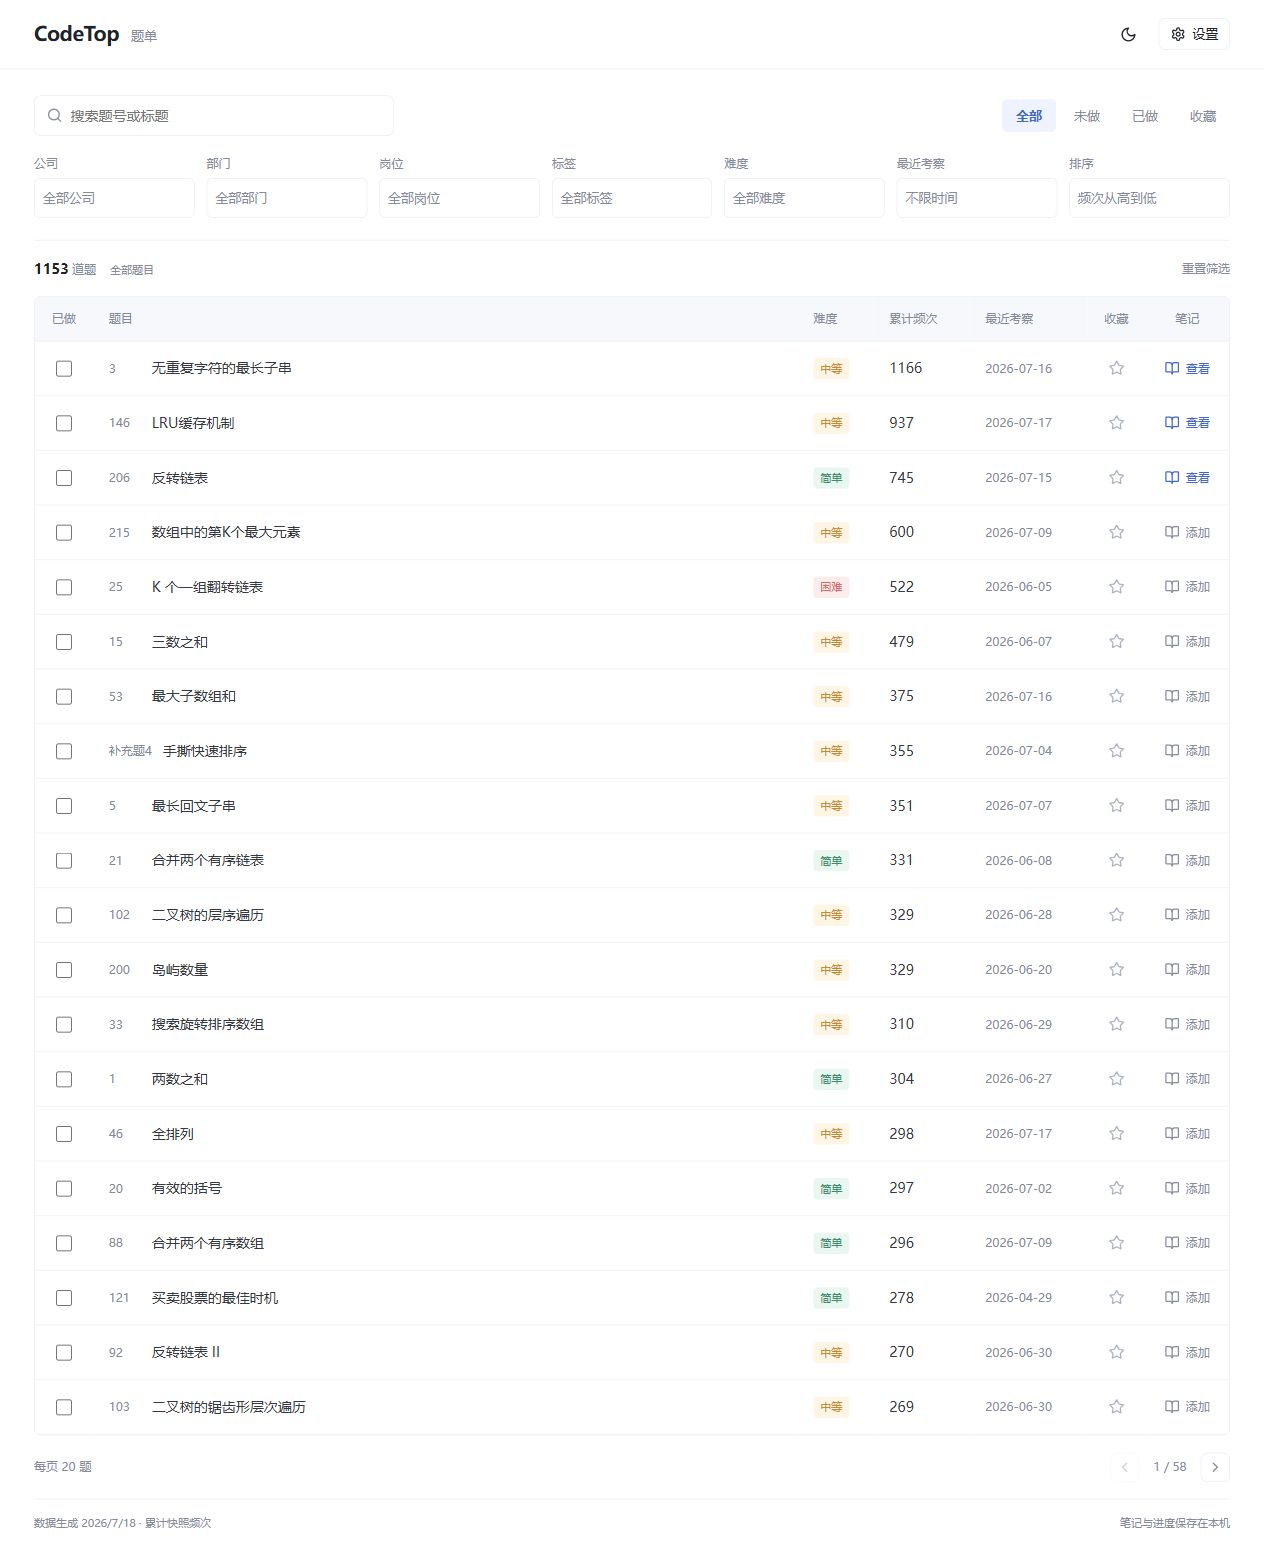 CodeTop 题单 设置
搜索题号或标题 全部 未做 已做 收藏
公司 部门 岗位 标签 难度 最近考察 排序
全部公司 全部部门 全部岗位 全部标签 全部难度 不限时间 频次从高到低
1153 道题 全部题目 重置筛选
已做 题目 难度 累计频次 最近考察 收藏 笔记
3 无重复字符的最长子串 中等 1166 2026-07-16 查看
146 LRU缓存机制 中等 937 2026-07-17 查看
206 反转链表 简单 745 2026-07-15 查看
215 数组中的第K个最大元素 中等 600 2026-07-09 添加
25 K 个一组翻转链表 困难 522 2026-06-05 添加
15 三数之和 中等 479 2026-06-07 添加
53 最大子数组和 中等 375 2026-07-16 添加
补充题4 手撕快速排序 中等 355 2026-07-04 添加
5 最长回文子串 中等 351 2026-07-07 添加
21 合并两个有序链表 简单 331 2026-06-08 添加
102 二叉树的层序遍历 中等 329 2026-06-28 添加
200 岛屿数量 中等 329 2026-06-20 添加
33 搜索旋转排序数组 中等 310 2026-06-29 添加
1 两数之和 简单 304 2026-06-27 添加
46 全排列 中等 298 2026-07-17 添加
20 有效的括号 简单 297 2026-07-02 添加
88 合并两个有序数组 简单 296 2026-07-09 添加
121 买卖股票的最佳时机 简单 278 2026-04-29 添加
92 反转链表 II 中等 270 2026-06-30 添加
103 二叉树的锯齿形层次遍历 中等 269 2026-06-30 添加
每页 20 题 1 / 58
数据生成 2026/7/18 · 累计快照频次 笔记与进度保存在本机